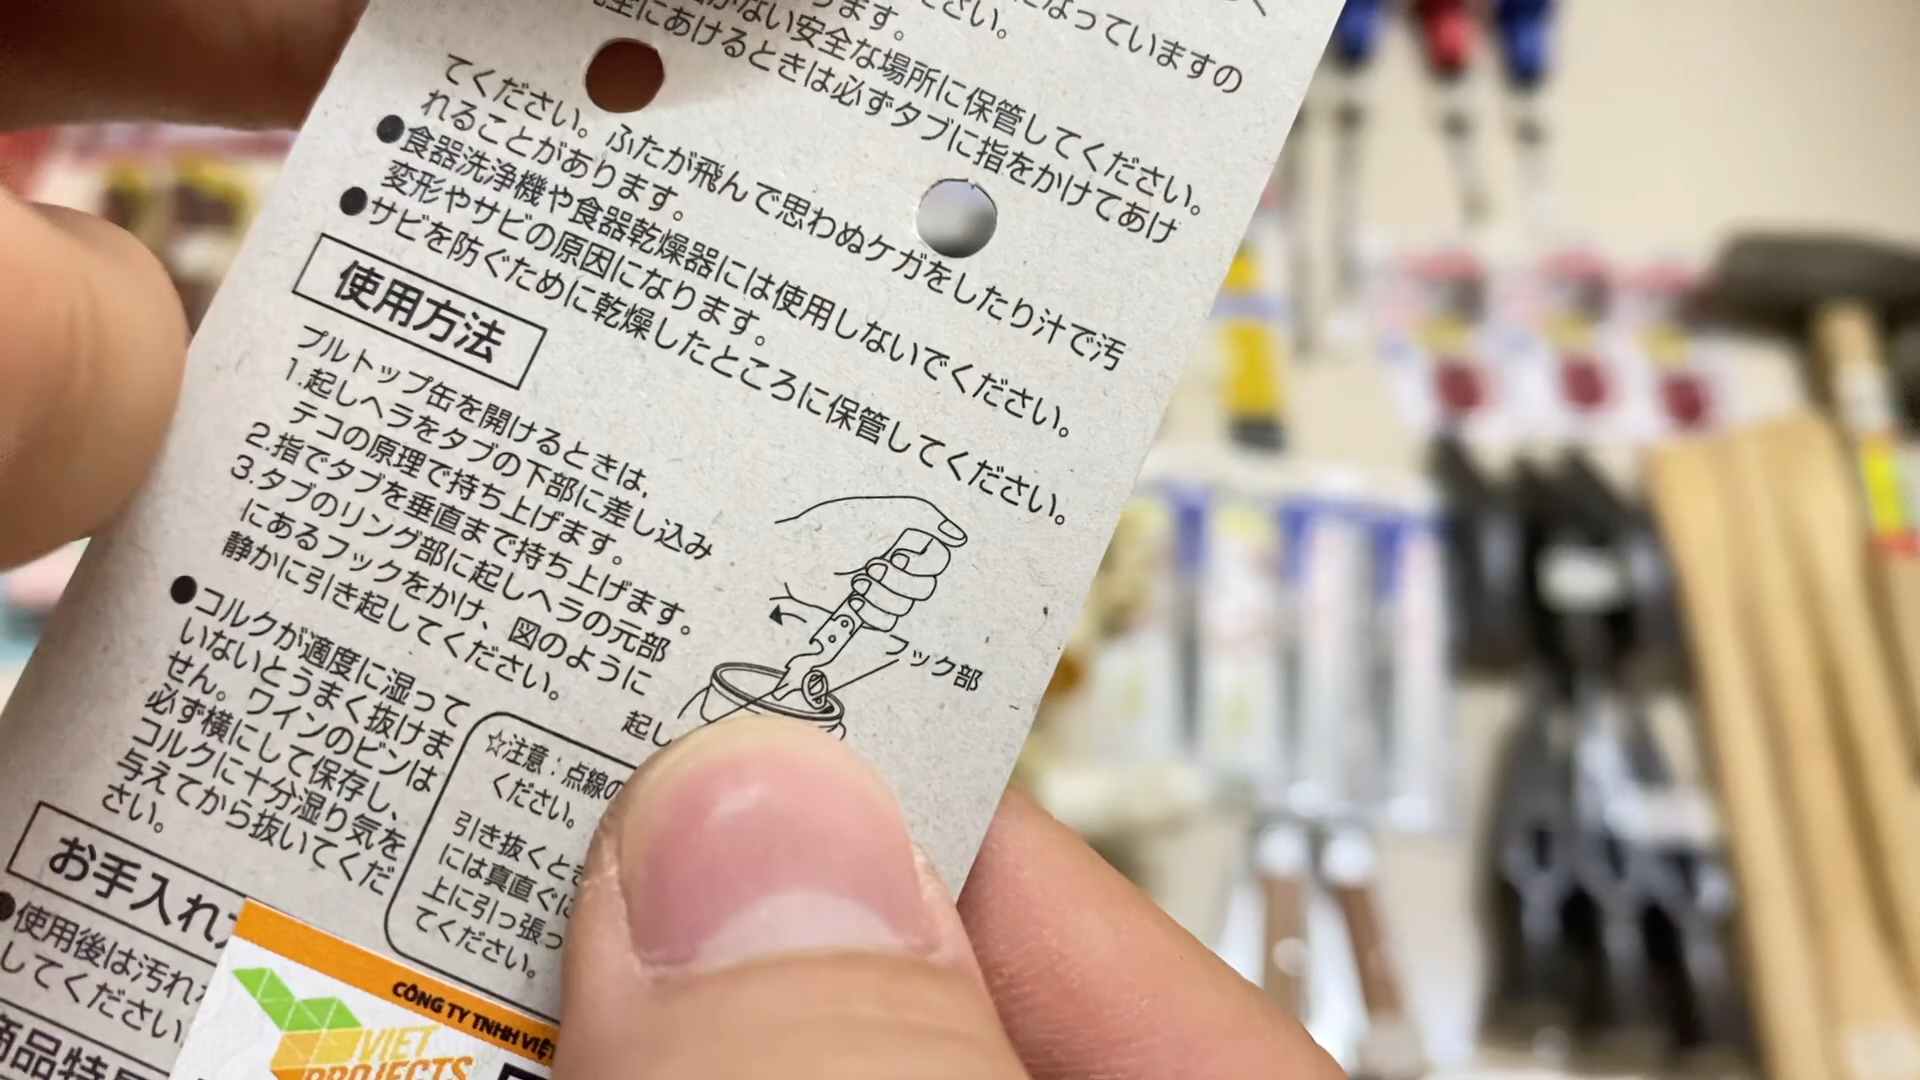 になっていますの
ます。
ださい。
かない安全な場所に保管してください。
完全にあけるときは必ずタブに指をかけてあけ
てください。ふたが飛んで思わぬケガをしたり汁で汚
れることがあります。
●食器洗浄機や食器乾燥器には使用しないでください。
変形やサビの原因になります。
●サビを防ぐために乾燥したところに保管してください。
使用方法
プルトップ缶を開けるときは、
1.起しヘラをタブの下部に差し込み
テコの原理で持ち上げます。
2.指でタブを垂直まで持ち上げます。
3.タブのリング部に起しヘラの元部
にあるフックをかけ、図のように
静かに引き起してください。
フック部
起し
●コルクが適度に湿って
いないとうまく抜けま
せん。ワインのビンは
必ず横にして保存し、
コルクに十分湿り気を
与えてから抜いてくだ
さい。
☆注意：点線の
ください。
引き抜くとき
には真直ぐに
上に引っ張っ
てください。
お手入れ
●使用後は汚れ
してください
商品特
CÔNG TY TNHH VIỆT
VIET
PROJECTS